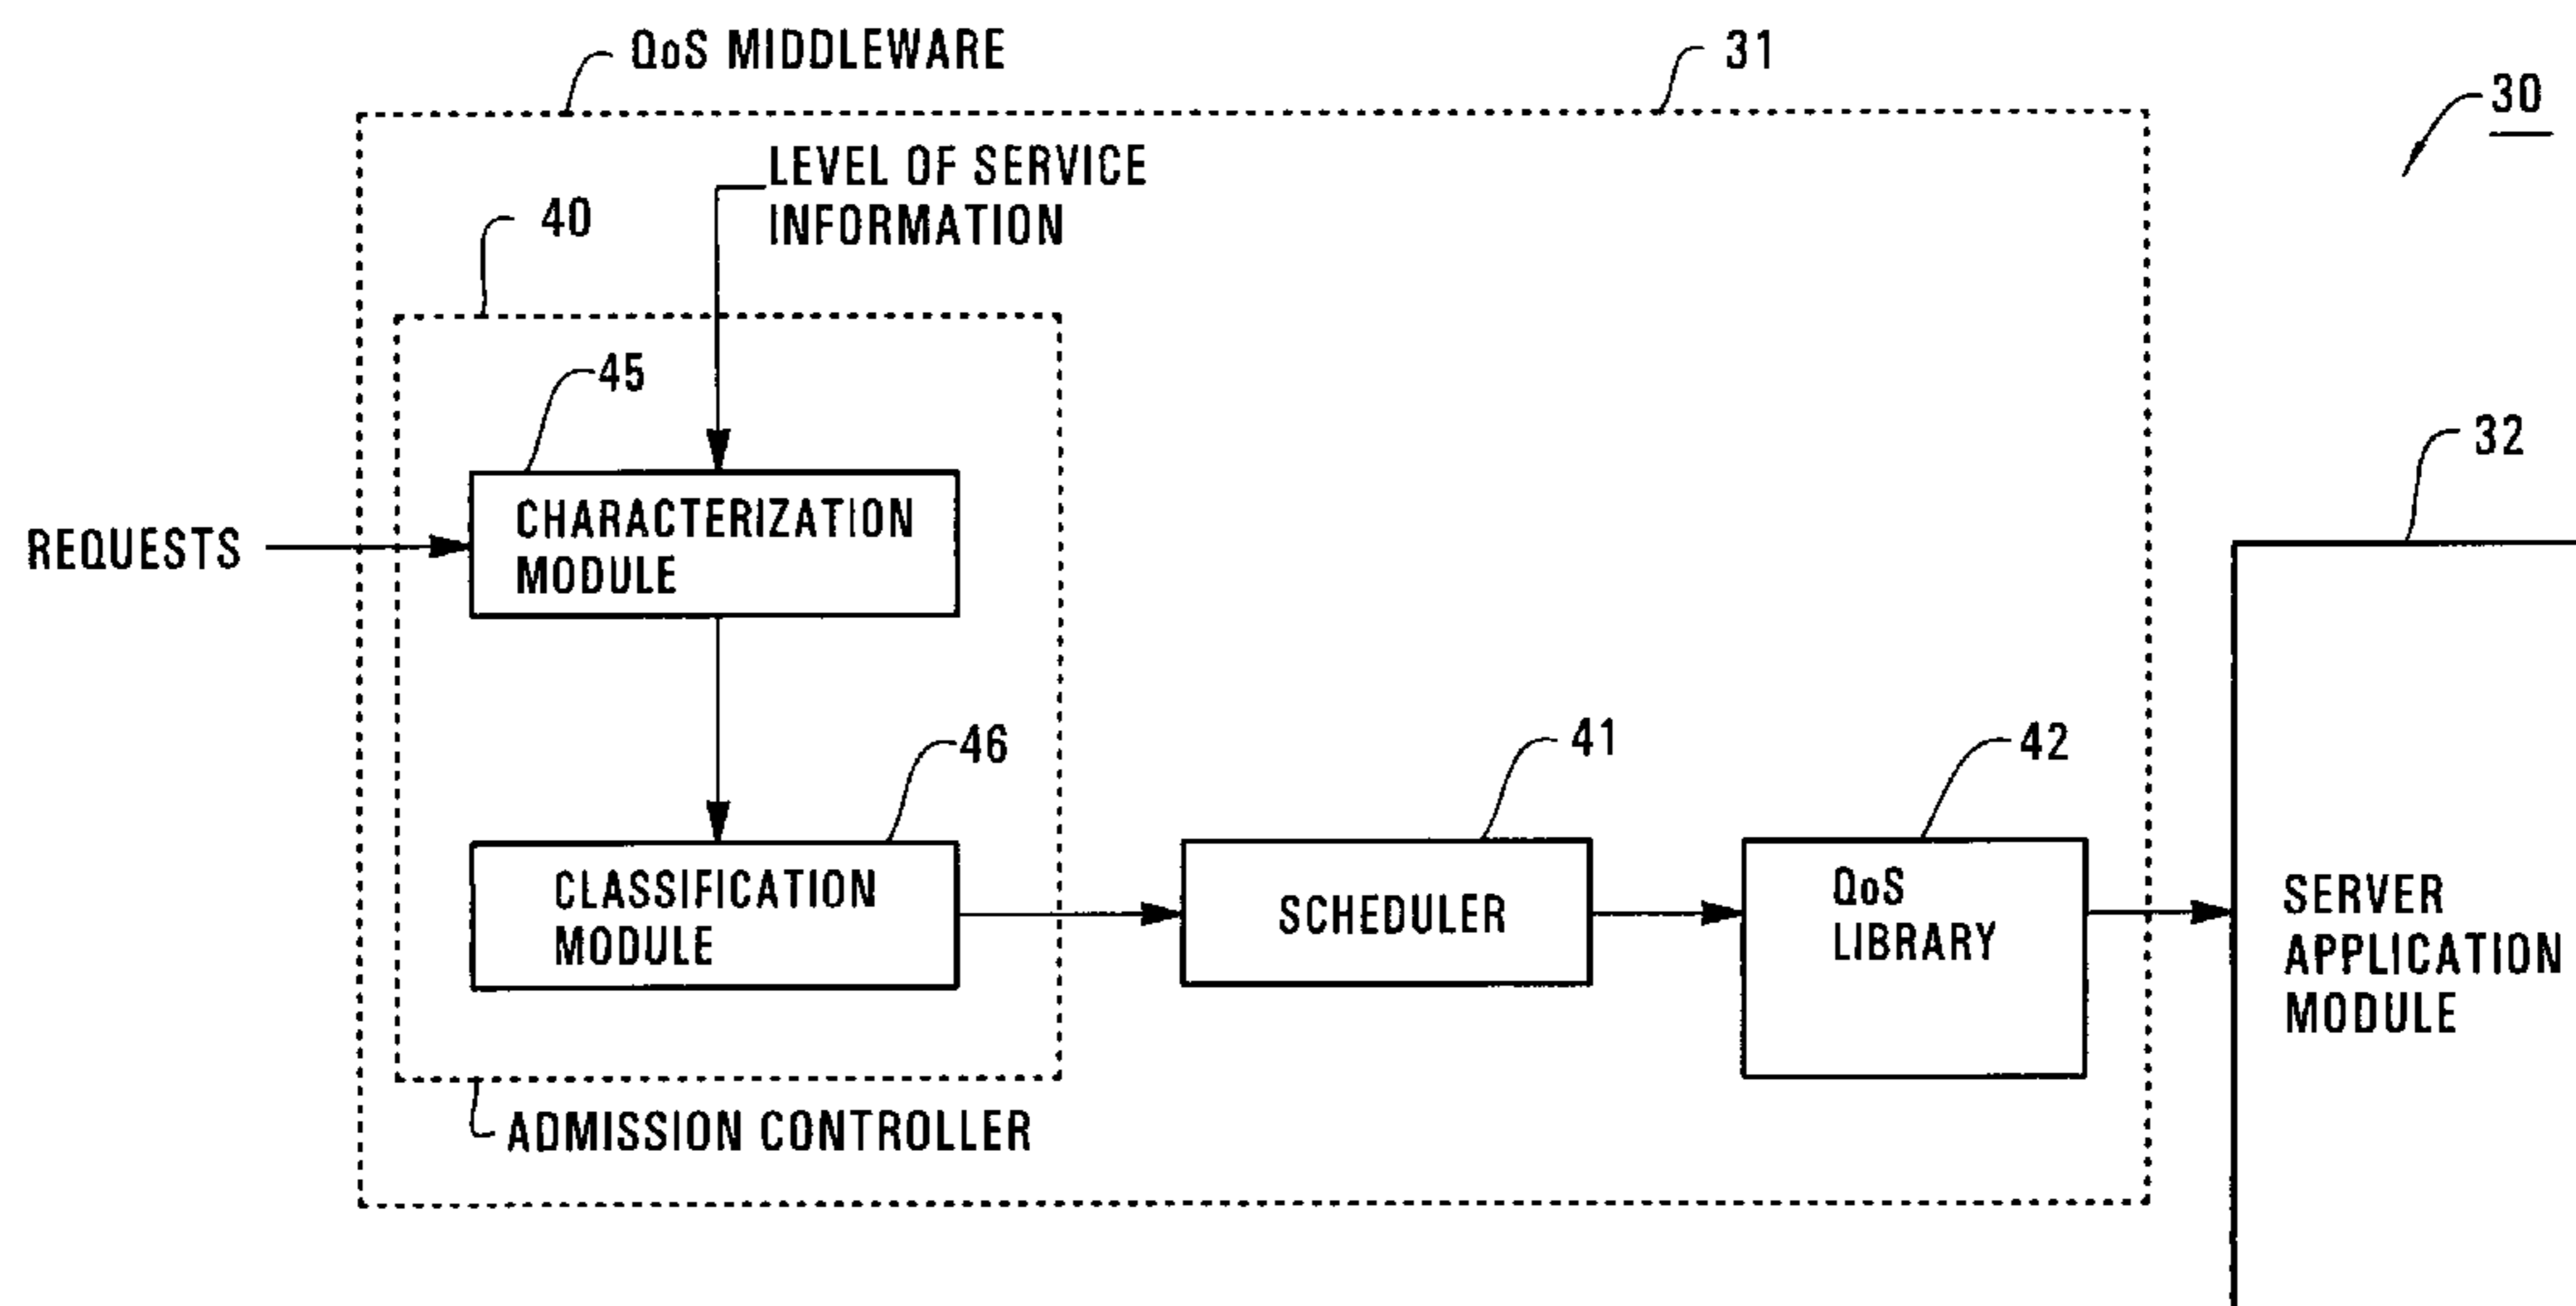 QoS MIDDLEWARE
31
30
LEVEL OF SERVICE
INFORMATION
40
45
32
REQUESTS
CHARACTERIZATION
MODULE
46
41
42
CLASSIFICATION
MODULE
SCHEDULER
QoS
LIBRARY
SERVER
APPLICATION
MODULE
ADMISSION CONTROLLER